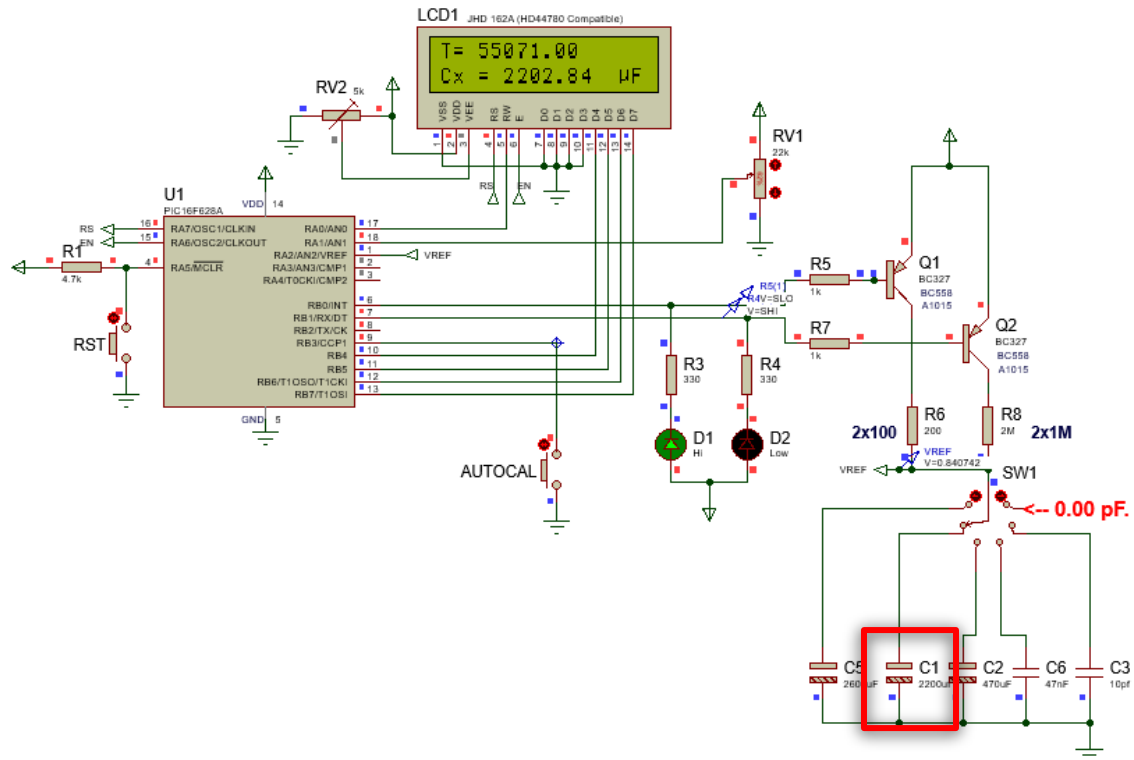 LCD1 JHD 162A (HD44780 Compatible)
T= 55071.00
Cx = 2202.84 µF
VSS VDD VEE RS RW E D0 D1 D2 D3 D4 D5 D6 D7
1 2 3 4 5 6 7 8 9 10 11 12 13 14
RV2 5k
RS EN
RV1
22k
U1
PIC16F628A
VDD 14
RS 16 RA7/OSC1/CLKIN RA0/AN0 17
EN 15 RA6/OSC2/CLKOUT RA1/AN1 18
RA2/AN2/VREF 1 VREF
R1 4 RA5/MCLR RA3/AN3/CMP1 2
4.7k RA4/T0CKI/CMP2 3
RB0/INT 6
RB1/RX/DT 7
RB2/TX/CK 8
RB3/CCP1 9
RB4 10
RB5 11
RB6/T1OSO/T1CKI 12
RB7/T1OSI 13
GND 5
RST
AUTOCAL
R5(1)
V=SLO
V=SHI
R5
1k
R7
1k
Q1
BC327
BC558
A1015
Q2
BC327
BC558
A1015
R3
330
R4
330
D1
Hi
D2
Low
2x100
R6
200
R8
2M
2x1M
VREF
V=0.840742
VREF
SW1
<-- 0.00 pF.
C5
C1
2200uF
C2
470uF
C6
47nF
C3
10pf